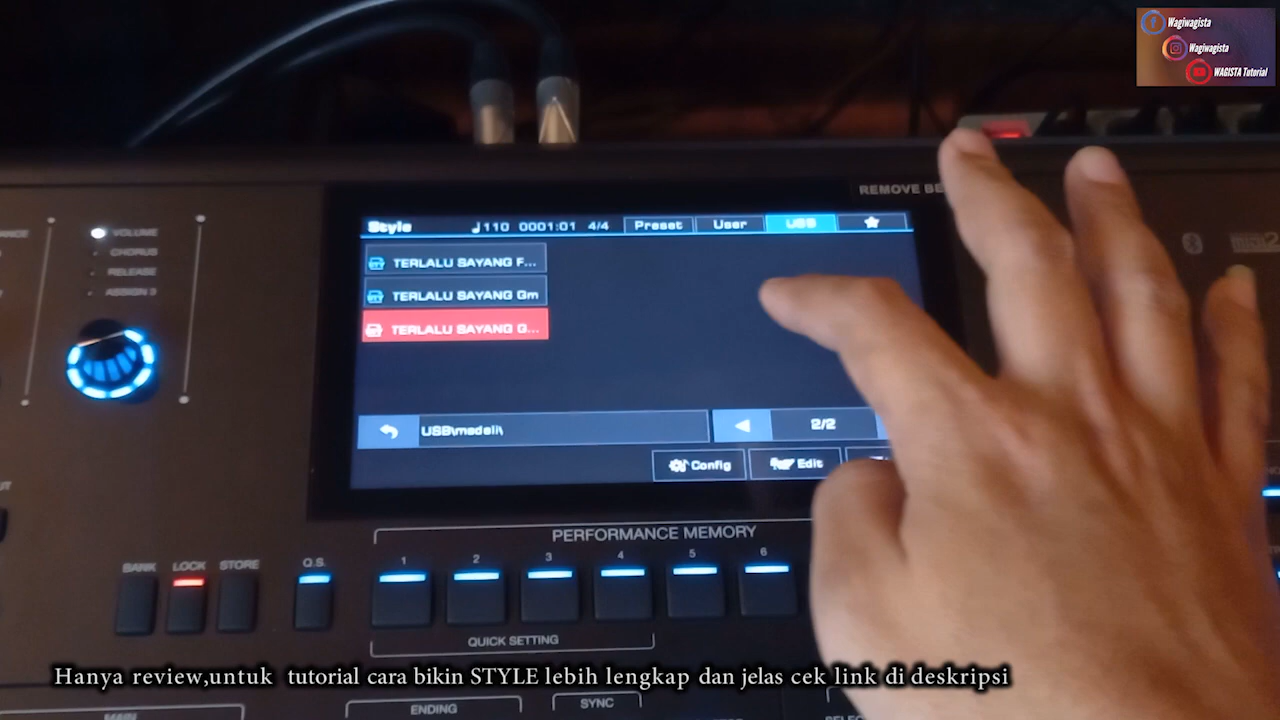 Wagiwagista
Wagiwagista
WAGISTA Tutorial
REMOVE BE
VOLUME
CHORUS
RELEASE
ASSIGN 3
Style ♩110 0001:01 4/4 Preset User USB ★
TERLALU SAYANG F...
TERLALU SAYANG Gm
TERLALU SAYANG G...
USB\medeli\ 2/2
Config Edit
PERFORMANCE MEMORY
BANK LOCK STORE Q.S. 1 2 3 4 5 6
QUICK SETTING
Hanya review,untuk tutorial cara bikin STYLE lebih lengkap dan jelas cek link di deskripsi
MAIN ENDING SYNC